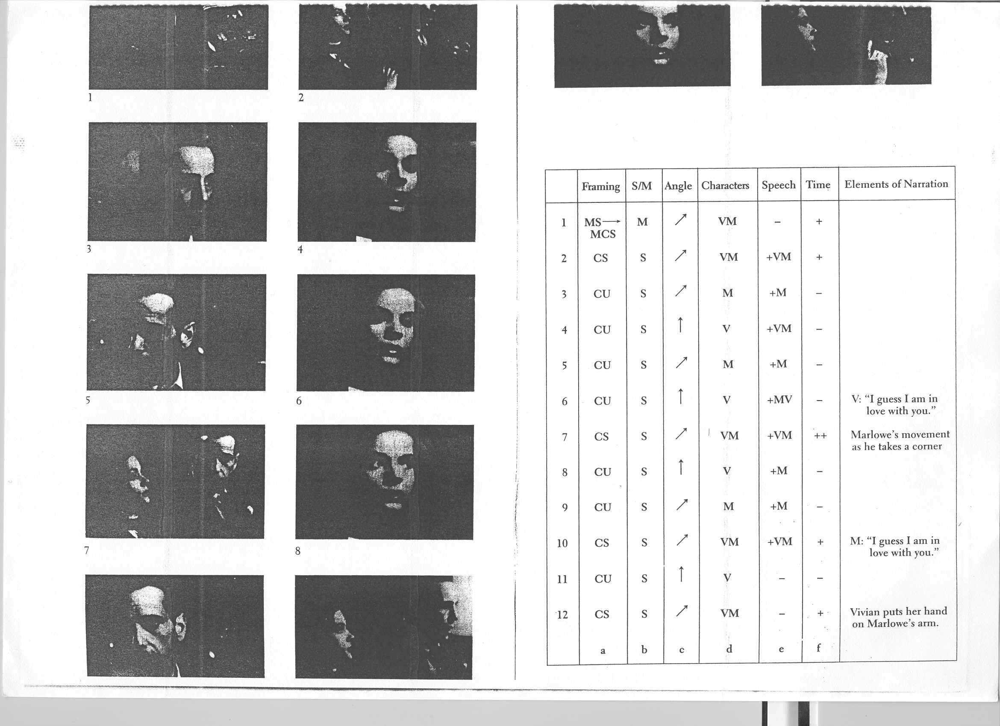 1
2
3
4
5
6
7
8
Framing S/M Angle Characters Speech Time Elements of Narration
1 MS⟶ M ↗ VM – +
MCS
2 CS S ↗ VM +VM +
3 CU S ↗ M +M –
4 CU S ↑ V +VM –
5 CU S ↗ M +M –
6 CU S ↑ V +MV – V: “I guess I am in
love with you.”
7 CS S ↗ VM +VM ++ Marlowe’s movement
as he takes a corner
8 CU S ↑ V +M –
9 CU S ↗ M +M –
10 CS S ↗ VM +VM + M: “I guess I am in
love with you.”
11 CU S ↑ V – –
12 CS S ↗ VM – + Vivian puts her hand
on Marlowe’s arm.
a b c d e f